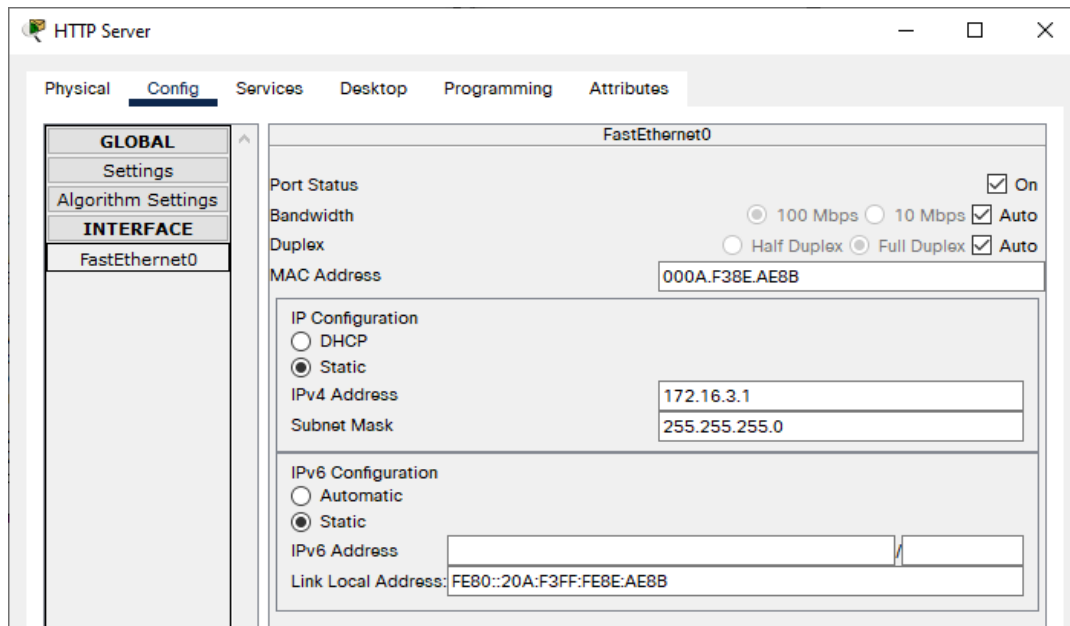 HTTP Server
Physical Config Services Desktop Programming Attributes
GLOBAL
Settings
Algorithm Settings
INTERFACE
FastEthernet0
FastEthernet0
Port Status On
Bandwidth 100 Mbps 10 Mbps Auto
Duplex Half Duplex Full Duplex Auto
MAC Address 000A.F38E.AE8B
IP Configuration
DHCP
Static
IPv4 Address 172.16.3.1
Subnet Mask 255.255.255.0
IPv6 Configuration
Automatic
Static
IPv6 Address /
Link Local Address: FE80::20A:F3FF:FE8E:AE8B